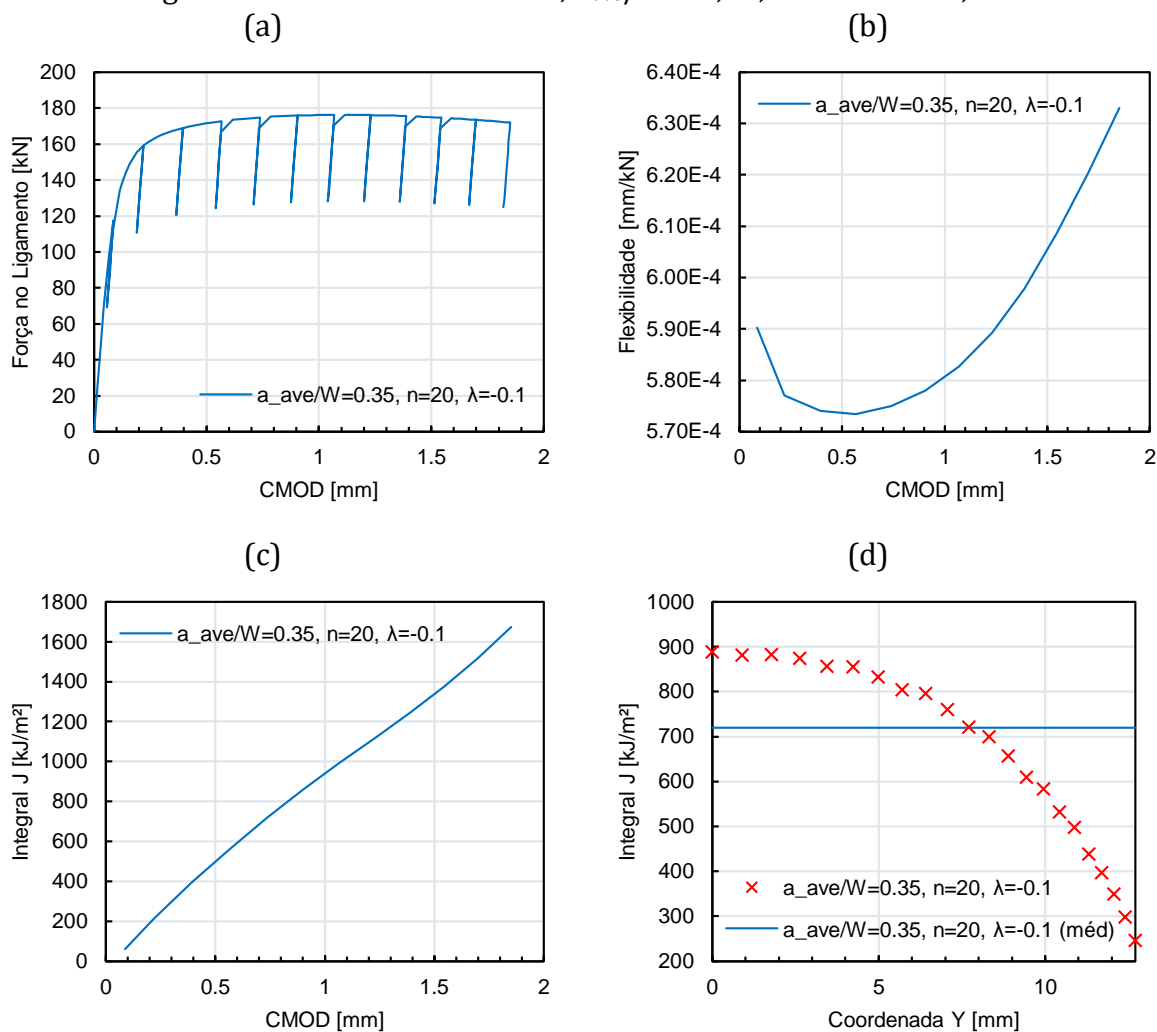 (a)
(b)
Força no Ligamento [kN]
200
180
160
140
120
100
80
60
40
20
0
a_ave/W=0.35, n=20, λ=-0.1
0
0.5
1
1.5
2
CMOD [mm]
Flexibilidade [mm/kN]
6.40E-4
6.30E-4
6.20E-4
6.10E-4
6.00E-4
5.90E-4
5.80E-4
5.70E-4
a_ave/W=0.35, n=20, λ=-0.1
0
0.5
1
1.5
2
CMOD [mm]
(c)
(d)
Integral J [kJ/m²]
1800
1600
1400
1200
1000
800
600
400
200
0
a_ave/W=0.35, n=20, λ=-0.1
0
0.5
1
1.5
2
CMOD [mm]
Integral J [kJ/m²]
1000
900
800
700
600
500
400
300
200
a_ave/W=0.35, n=20, λ=-0.1
a_ave/W=0.35, n=20, λ=-0.1 (méd)
0
5
10
Coordenada Y [mm]